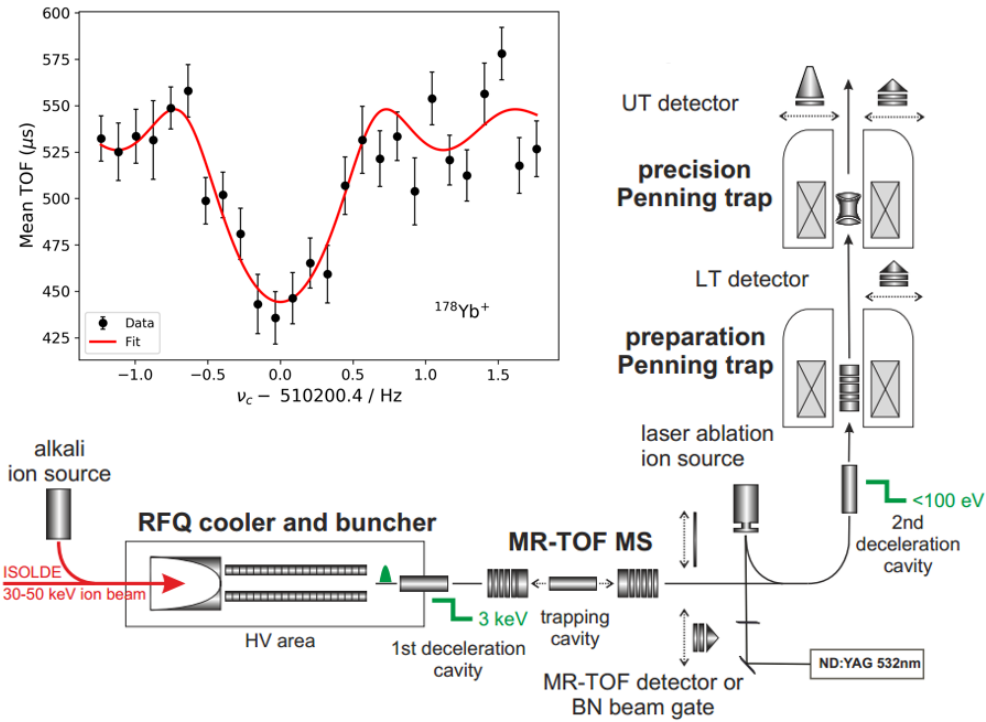 600
575
550
525
500
475
450
425
Mean TOF (μs)
−1.0
−0.5
0.0
0.5
1.0
1.5
νc − 510200.4 / Hz
178Yb+
Data
Fit
UT detector
precision
Penning trap
LT detector
preparation
Penning trap
laser ablation
ion source
<100 eV
2nd
deceleration
cavity
alkali
ion source
RFQ cooler and buncher
MR-TOF MS
ISOLDE
30-50 keV ion beam
3 keV
trapping
cavity
HV area
1st deceleration
cavity
MR-TOF detector or
BN beam gate
ND:YAG 532nm